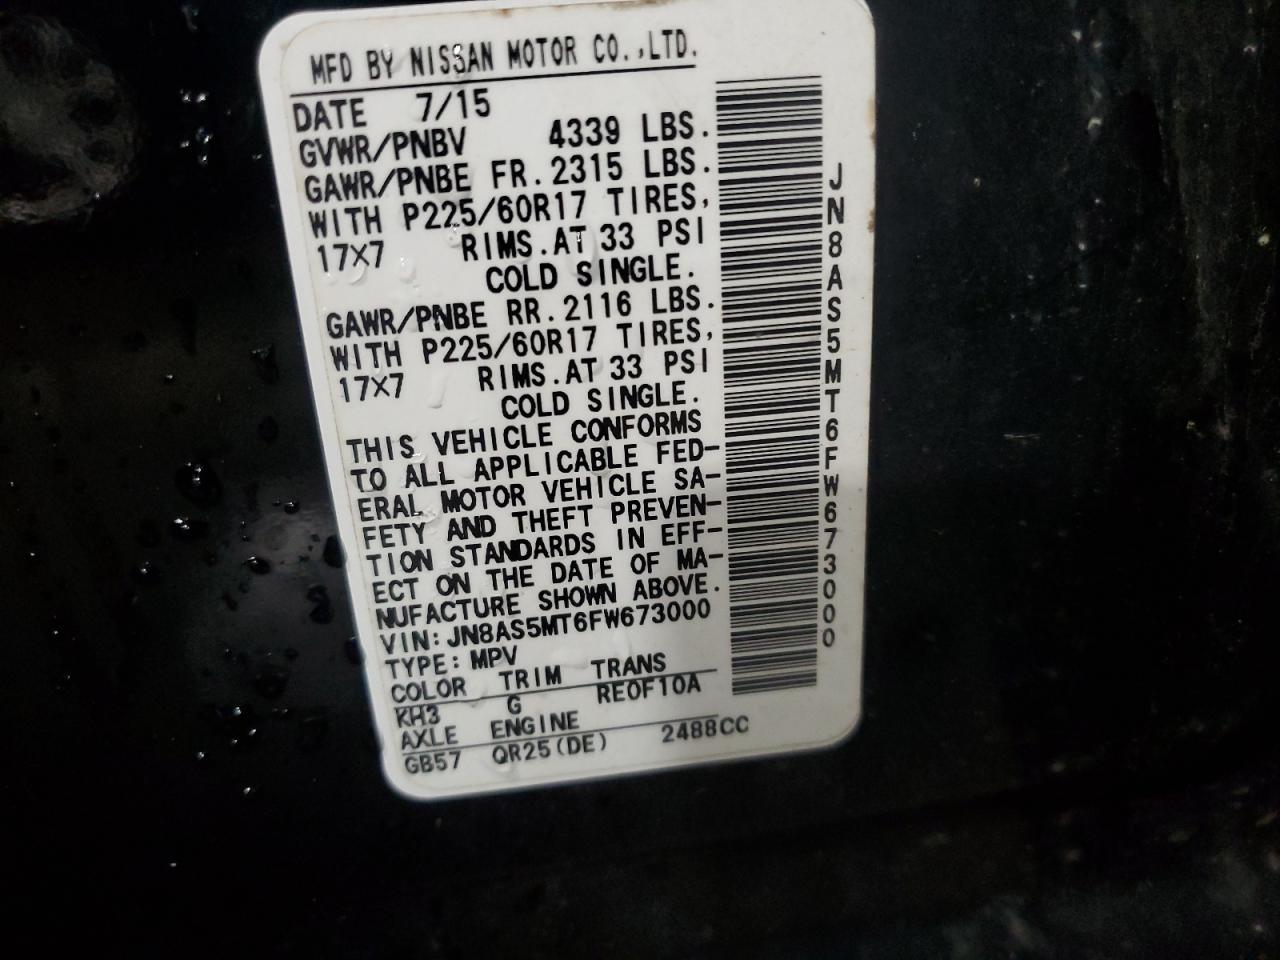 MFD BY NISSAN MOTOR CO.,LTD.
DATE 7/15
GVWR/PNBV 4339 LBS.
GAWR/PNBE FR.2315 LBS.
WITH P225/60R17 TIRES,
17X7 RIMS.AT 33 PSI
COLD SINGLE.
GAWR/PNBE RR.2116 LBS.
WITH P225/60R17 TIRES,
17X7 RIMS.AT 33 PSI
COLD SINGLE.
THIS VEHICLE CONFORMS
TO ALL APPLICABLE FED-
ERAL MOTOR VEHICLE SA-
FETY AND THEFT PREVEN-
TION STANDARDS IN EFF-
ECT ON THE DATE OF MA-
NUFACTURE SHOWN ABOVE.
VIN:JN8AS5MT6FW673000
TYPE:MPV
COLOR TRIM TRANS
KH3 G RE0F10A
AXLE ENGINE
GB57 QR25(DE) 2488CC
JN8AS5MT6FW673000